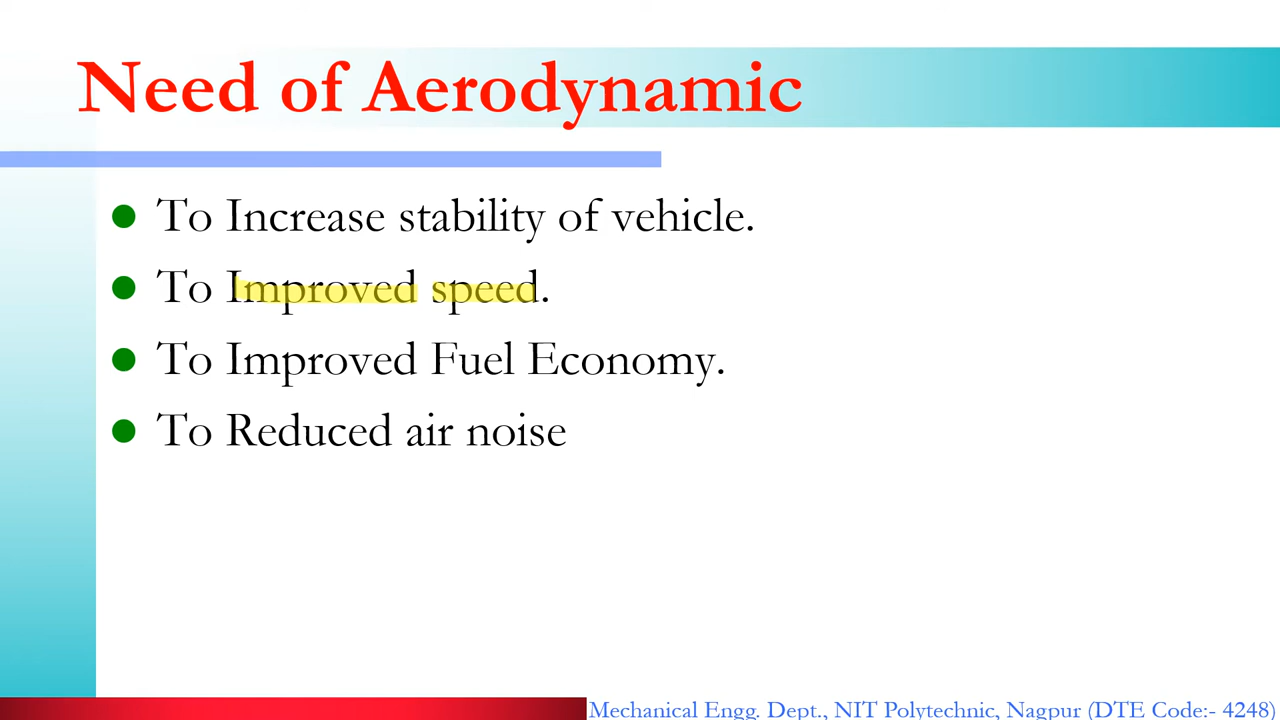 Need of Aerodynamic
To Increase stability of vehicle.
To Improved speed.
To Improved Fuel Economy.
To Reduced air noise
Mechanical Engg. Dept., NIT Polytechnic, Nagpur (DTE Code:- 4248)